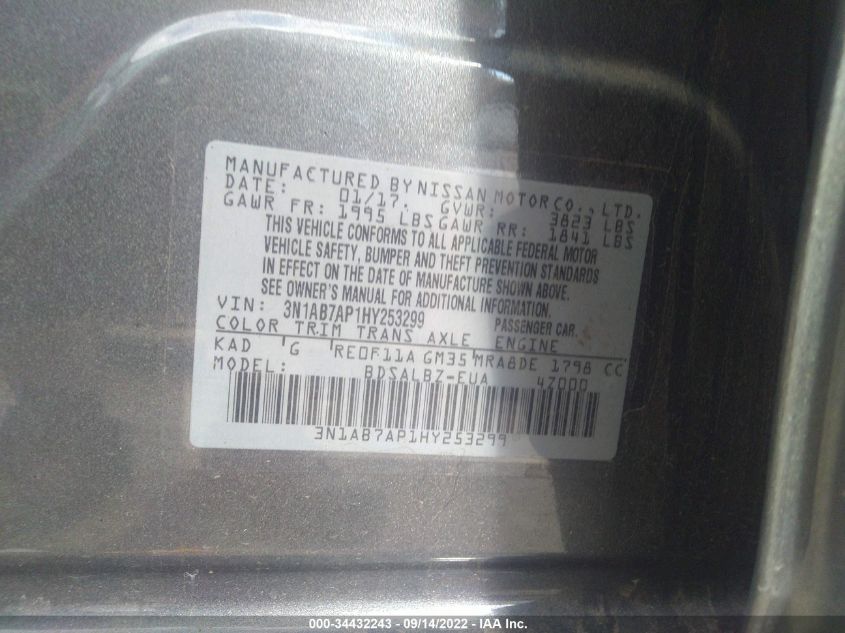 MANUFACTURED BY NISSAN MOTOR CO., LTD.
DATE: 01/17. GVWR: 3823 LBS
GAWR FR: 1995 LBS GAWR RR: 1841 LBS
THIS VEHICLE CONFORMS TO ALL APPLICABLE FEDERAL MOTOR
VEHICLE SAFETY, BUMPER AND THEFT PREVENTION STANDARDS
IN EFFECT ON THE DATE OF MANUFACTURE SHOWN ABOVE.
SEE OWNER'S MANUAL FOR ADDITIONAL INFORMATION.
VIN: 3N1AB7AP1HY253299 PASSENGER CAR.
COLOR TRIM TRANS AXLE ENGINE
KAD G RE0F11A GM35 MRA8DE 1798 CC
MODEL: BDSALBZ-EUA 4Z000
3N1AB7AP1HY253299
000-34432243 - 09/14/2022 - IAA Inc.